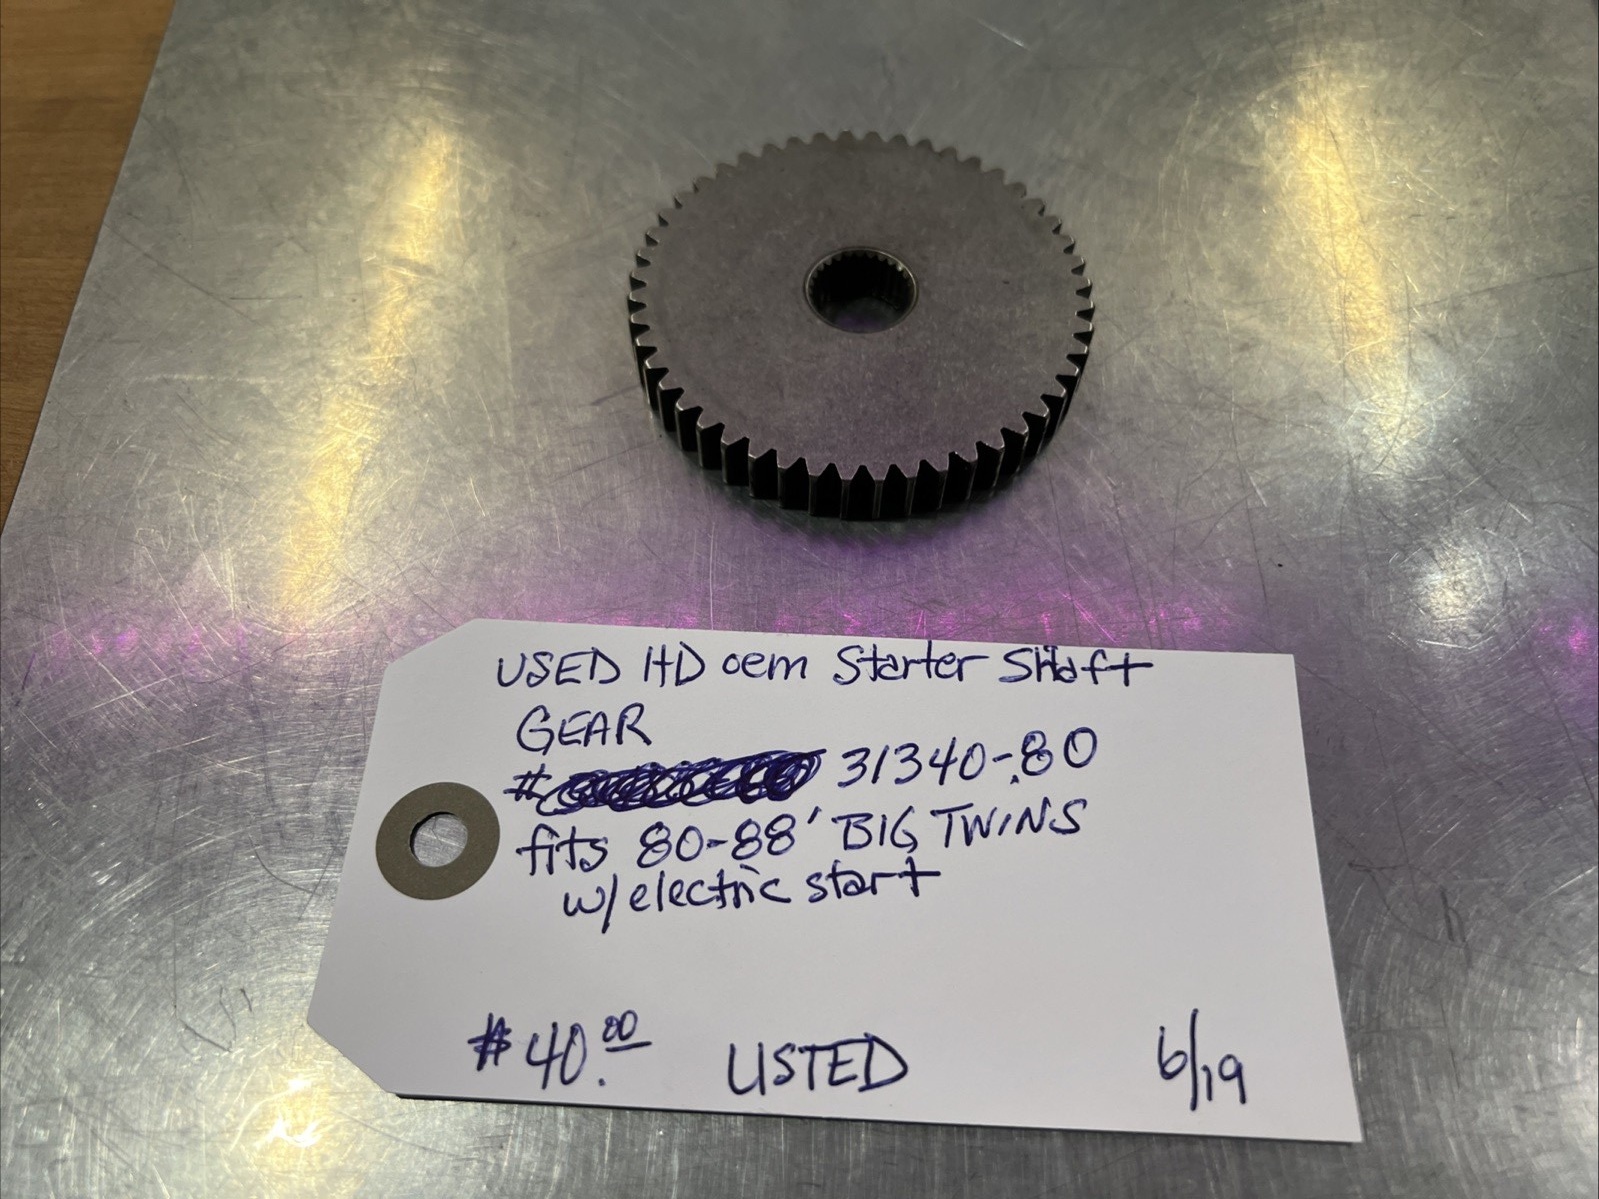 USED HD oem Starter Shaft
GEAR
# 31340-80
fits 80-88' BIG TWINS
w/ electric start
$40.00 LISTED 6/19